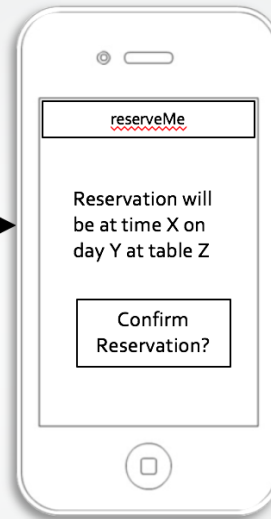 reserveMe
Reservation will
be at time X on
day Y at table Z
Confirm
Reservation?